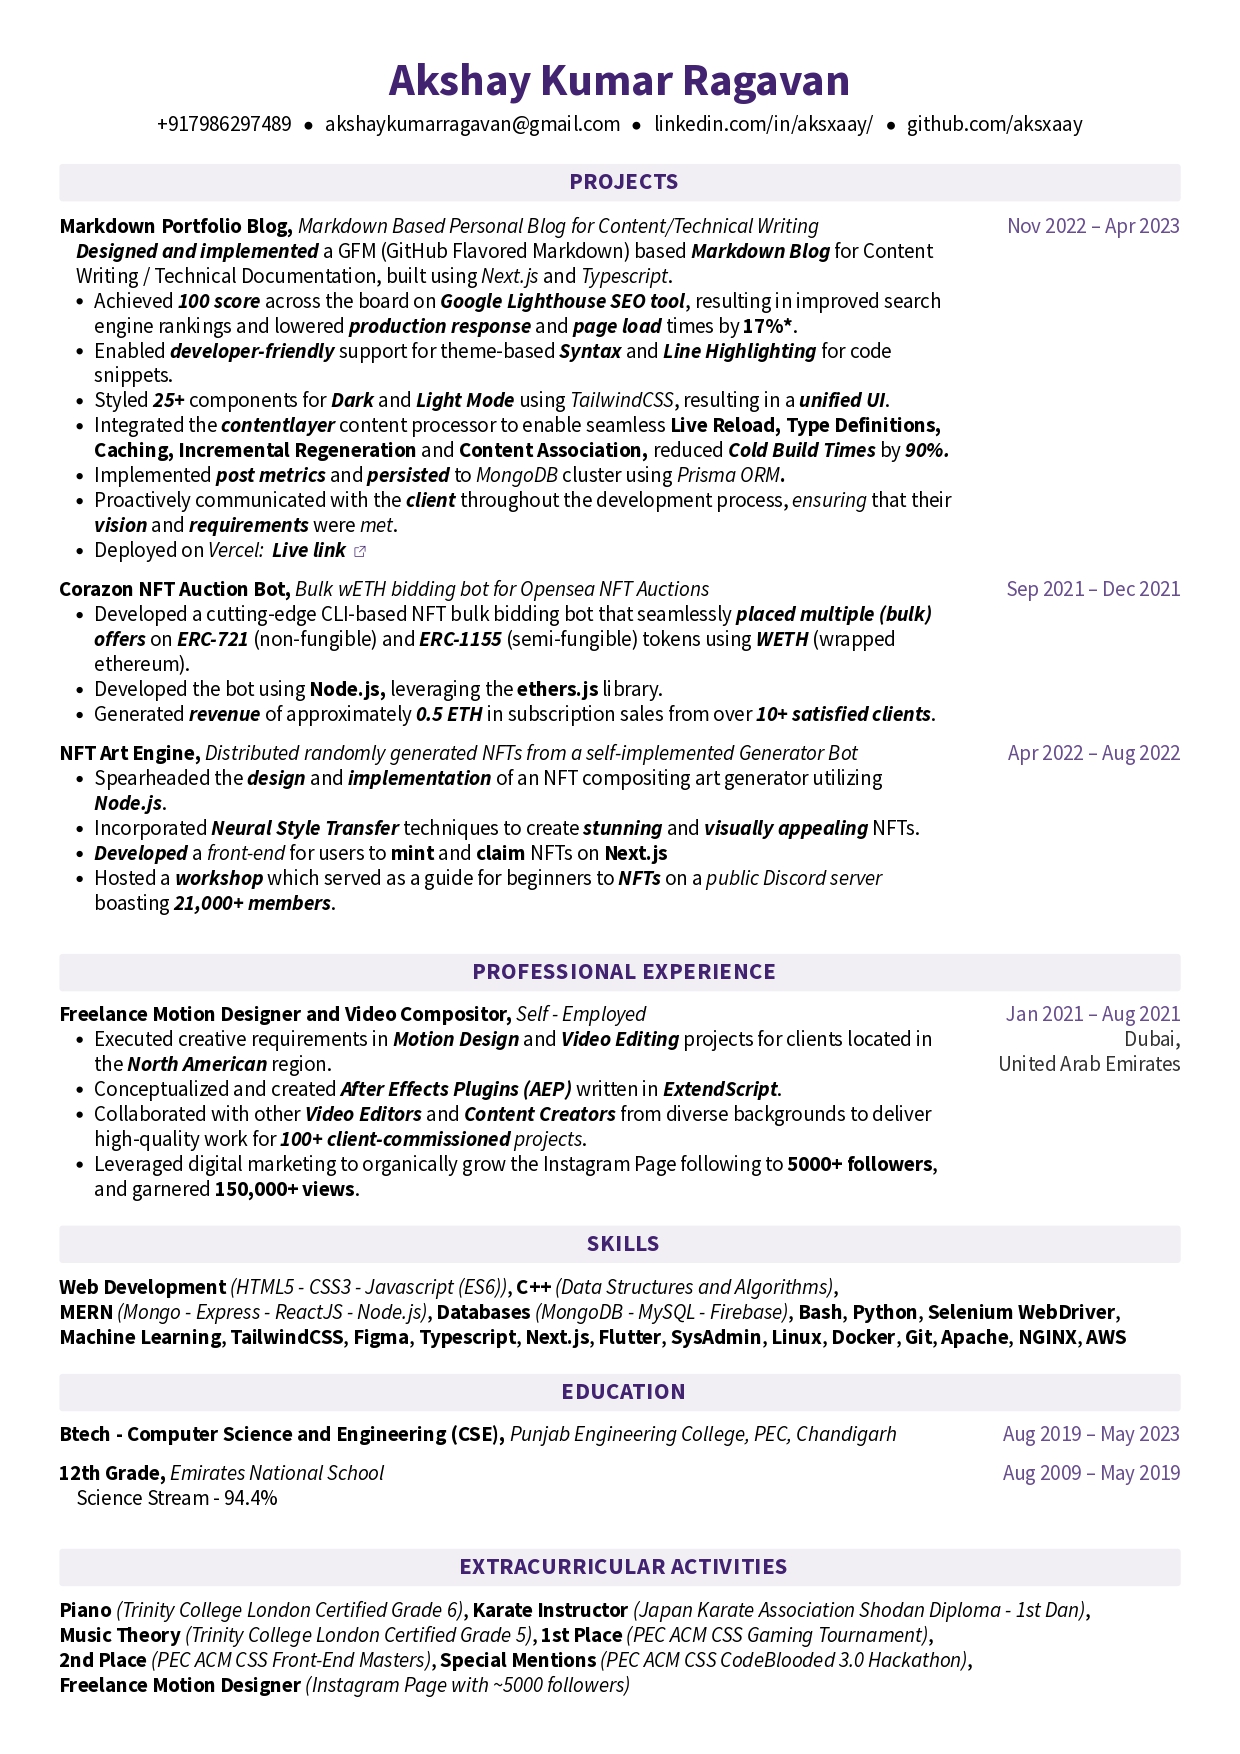 Akshay Kumar Ragavan
+917986297489 ● akshaykumarragavan@gmail.com ● linkedin.com/in/aksxaay/ ● github.com/aksxaay
PROJECTS
Markdown Portfolio Blog, Markdown Based Personal Blog for Content/Technical Writing Nov 2022 – Apr 2023
Designed and implemented a GFM (GitHub Flavored Markdown) based Markdown Blog for Content
Writing / Technical Documentation, built using Next.js and Typescript.
• Achieved 100 score across the board on Google Lighthouse SEO tool, resulting in improved search
engine rankings and lowered production response and page load times by 17%*.
• Enabled developer-friendly support for theme-based Syntax and Line Highlighting for code
snippets.
• Styled 25+ components for Dark and Light Mode using TailwindCSS, resulting in a unified UI.
• Integrated the contentlayer content processor to enable seamless Live Reload, Type Definitions,
Caching, Incremental Regeneration and Content Association, reduced Cold Build Times by 90%.
• Implemented post metrics and persisted to MongoDB cluster using Prisma ORM.
• Proactively communicated with the client throughout the development process, ensuring that their
vision and requirements were met.
• Deployed on Vercel: Live link
Corazon NFT Auction Bot, Bulk wETH bidding bot for Opensea NFT Auctions Sep 2021 – Dec 2021
• Developed a cutting-edge CLI-based NFT bulk bidding bot that seamlessly placed multiple (bulk)
offers on ERC-721 (non-fungible) and ERC-1155 (semi-fungible) tokens using WETH (wrapped
ethereum).
• Developed the bot using Node.js, leveraging the ethers.js library.
• Generated revenue of approximately 0.5 ETH in subscription sales from over 10+ satisfied clients.
NFT Art Engine, Distributed randomly generated NFTs from a self-implemented Generator Bot Apr 2022 – Aug 2022
• Spearheaded the design and implementation of an NFT compositing art generator utilizing
Node.js.
• Incorporated Neural Style Transfer techniques to create stunning and visually appealing NFTs.
• Developed a front-end for users to mint and claim NFTs on Next.js
• Hosted a workshop which served as a guide for beginners to NFTs on a public Discord server
boasting 21,000+ members.
PROFESSIONAL EXPERIENCE
Freelance Motion Designer and Video Compositor, Self - Employed Jan 2021 – Aug 2021
• Executed creative requirements in Motion Design and Video Editing projects for clients located in Dubai,
the North American region. United Arab Emirates
• Conceptualized and created After Effects Plugins (AEP) written in ExtendScript.
• Collaborated with other Video Editors and Content Creators from diverse backgrounds to deliver
high-quality work for 100+ client-commissioned projects.
• Leveraged digital marketing to organically grow the Instagram Page following to 5000+ followers,
and garnered 150,000+ views.
SKILLS
Web Development (HTML5 - CSS3 - Javascript (ES6)), C++ (Data Structures and Algorithms),
MERN (Mongo - Express - ReactJS - Node.js), Databases (MongoDB - MySQL - Firebase), Bash, Python, Selenium WebDriver,
Machine Learning, TailwindCSS, Figma, Typescript, Next.js, Flutter, SysAdmin, Linux, Docker, Git, Apache, NGINX, AWS
EDUCATION
Btech - Computer Science and Engineering (CSE), Punjab Engineering College, PEC, Chandigarh Aug 2019 – May 2023
12th Grade, Emirates National School Aug 2009 – May 2019
Science Stream - 94.4%
EXTRACURRICULAR ACTIVITIES
Piano (Trinity College London Certified Grade 6), Karate Instructor (Japan Karate Association Shodan Diploma - 1st Dan),
Music Theory (Trinity College London Certified Grade 5), 1st Place (PEC ACM CSS Gaming Tournament),
2nd Place (PEC ACM CSS Front-End Masters), Special Mentions (PEC ACM CSS CodeBlooded 3.0 Hackathon),
Freelance Motion Designer (Instagram Page with ~5000 followers)